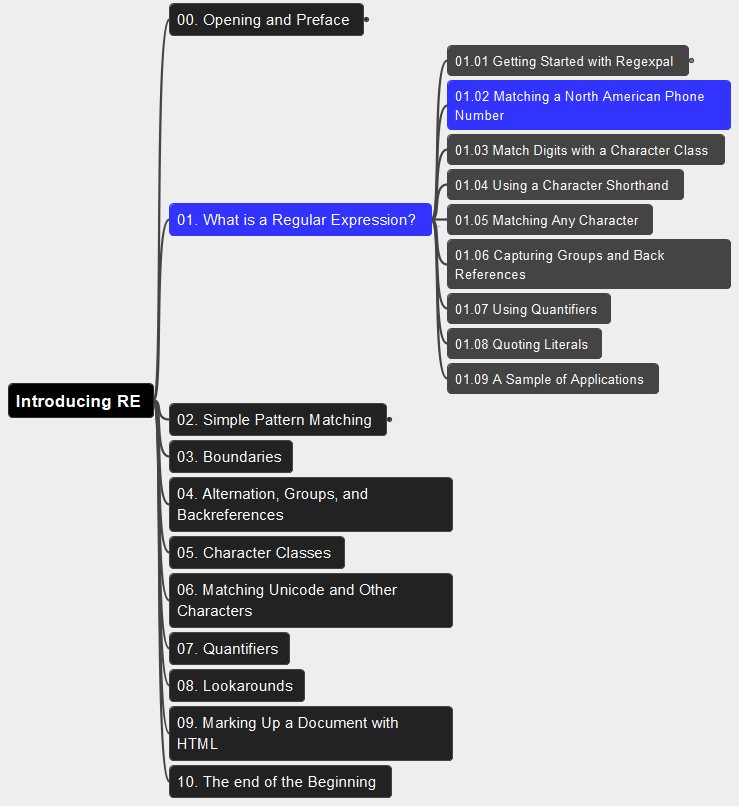 00. Opening and Preface
01.01 Getting Started with Regexpal
01.02 Matching a North American Phone
Number
01.03 Match Digits with a Character Class
01.04 Using a Character Shorthand
01. What is a Regular Expression?
01.05 Matching Any Character
01.06 Capturing Groups and Back
References
01.07 Using Quantifiers
01.08 Quoting Literals
01.09 A Sample of Applications
Introducing RE
02. Simple Pattern Matching
03. Boundaries
04. Alternation, Groups, and
Backreferences
05. Character Classes
06. Matching Unicode and Other
Characters
07. Quantifiers
08. Lookarounds
09. Marking Up a Document with
HTML
10. The end of the Beginning